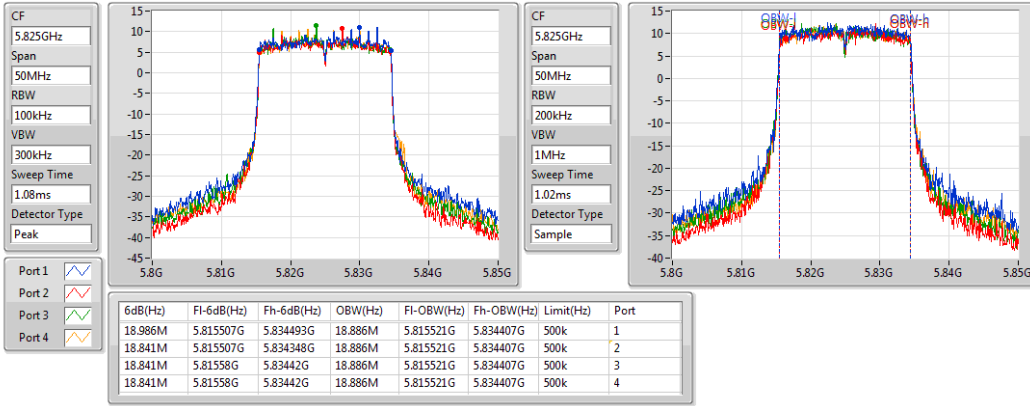 CF
5.825GHz
Span
50MHz
RBW
100kHz
VBW
300kHz
Sweep Time
1.08ms
Detector Type
Peak
15
10
5
0
-5
-10
-15
-20
-25
-30
-35
-40
-45
5.8G 5.81G 5.82G 5.83G 5.84G 5.85G
CF
5.825GHz
Span
50MHz
RBW
200kHz
VBW
1MHz
Sweep Time
1.02ms
Detector Type
Sample
OBW-l OBW-h
15
10
5
0
-5
-10
-15
-20
-25
-30
-35
-40
5.8G 5.81G 5.82G 5.83G 5.84G 5.85G
Port 1
Port 2
Port 3
Port 4
6dB(Hz) Fl-6dB(Hz) Fh-6dB(Hz) OBW(Hz) Fl-OBW(Hz) Fh-OBW(Hz) Limit(Hz) Port
18.986M 5.815507G 5.834493G 18.886M 5.815521G 5.834407G 500k 1
18.841M 5.815507G 5.834348G 18.886M 5.815521G 5.834407G 500k 2
18.841M 5.81558G 5.83442G 18.886M 5.815521G 5.834407G 500k 3
18.841M 5.81558G 5.83442G 18.886M 5.815521G 5.834407G 500k 4